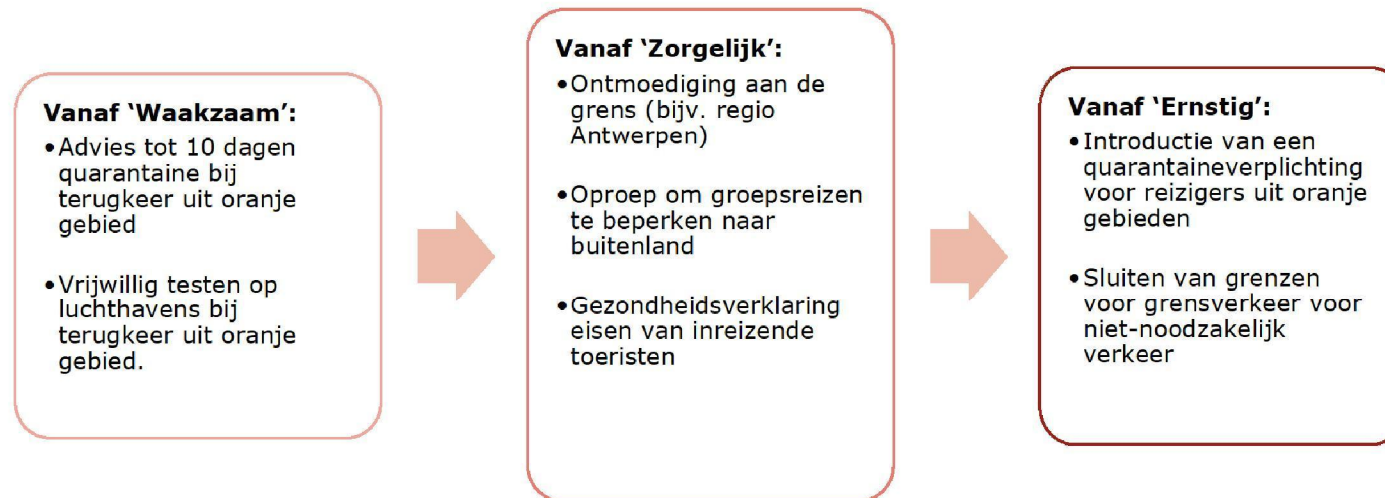 Vanaf ‘Waakzaam’:
•Advies tot 10 dagen
quarantaine bij
terugkeer uit oranje
gebied
•Vrijwillig testen op
luchthavens bij
terugkeer uit oranje
gebied.
Vanaf ‘Zorgelijk’:
•Ontmoediging aan de
grens (bijv. regio
Antwerpen)
•Oproep om groepsreizen
te beperken naar
buitenland
•Gezondheidsverklaring
eisen van inreizende
toeristen
Vanaf ‘Ernstig’:
•Introductie van een
quarantaineverplichting
voor reizigers uit oranje
gebieden
•Sluiten van grenzen
voor grensverkeer voor
niet-noodzakelijk
verkeer